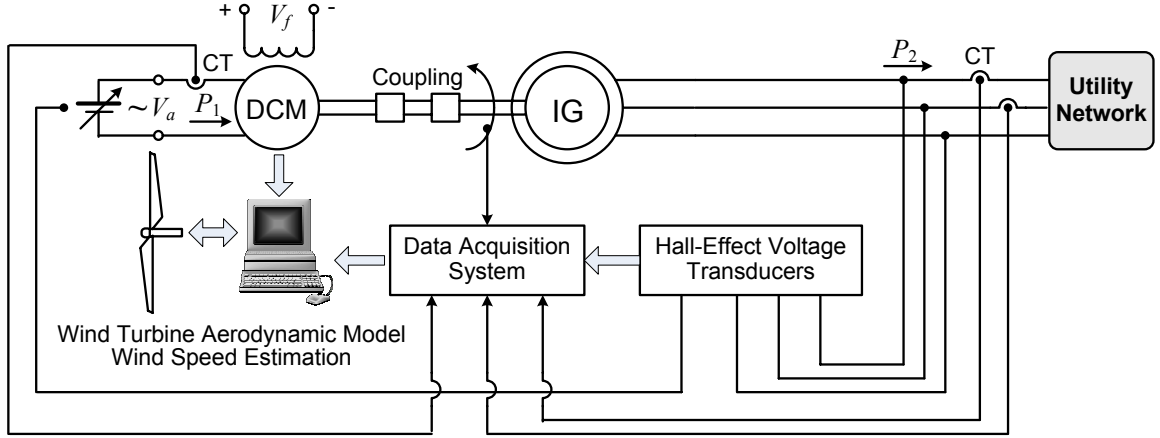 + V_f -
CT
P_2
CT
Coupling
~V_a
P_1
DCM
IG
Utility
Network
Data Acquisition
System
Hall-Effect Voltage
Transducers
Wind Turbine Aerodynamic Model
Wind Speed Estimation